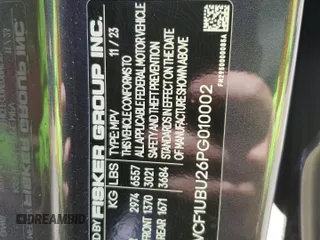 ED BY
FISKER GROUP INC.
11 / 23
TYPE: MPV
THIS VEHICLE CONFORMS TO
ALL APPLICABLE FEDERAL MOTOR VEHICLE
SAFETY AND THEFT PREVENTION
STANDARDS IN EFFECT ON THE DATE
OF MANUFACTURE SHOWN ABOVE
KG LBS
2974 6557
FRONT 1370 3021
REAR 1671 3684
VCF1UBU26PG010002
DREAMBID